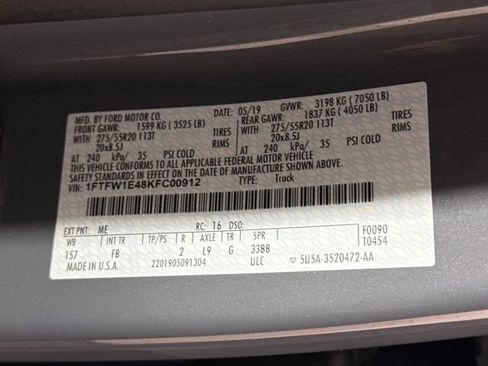 MFD. BY FORD MOTOR CO. 05/19 GVWR: 3198 KG (7050 LB)
FRONT GAWR: 1599 KG (3525 LB) REAR GAWR: 1837 KG (4050 LB)
WITH 275/55R20 113T TIRES WITH 275/55R20 113T TIRES
20x8.5J RIMS 20x8.5J RIMS
AT 240 kPa/ 35 PSI COLD AT 240 kPa/ 35 PSI COLD
THIS VEHICLE CONFORMS TO ALL APPLICABLE FEDERAL MOTOR VEHICLE
SAFETY STANDARDS IN EFFECT ON THE DATE OF MANUFACTURE SHOWN ABOVE.
VIN: 1FTFW1E48KFC00912 TYPE: Truck
EXT PNT: ME RC: 16 DSO: F0090
WB INT TR TP/PS R AXLE TR SPR T0454
157 FB 2 L9 G 33BB
MADE IN U.S.A. 2201905091304 ULC ▽ 5U5A-3520472-AA